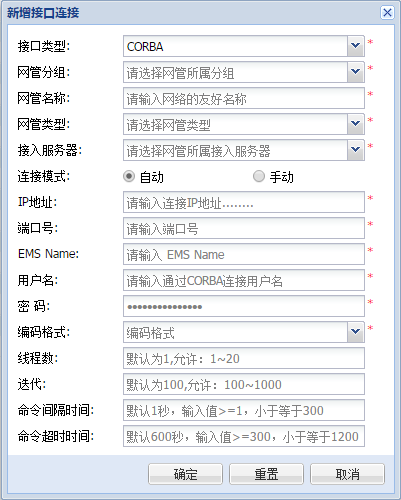 新增接口连接
接口类型: CORBA *
网管分组: 请选择网管所属分组 *
网管名称: 请输入网络的友好名称 *
网管类型: 请选择网管类型 *
接入服务器: 请选择网管所属接入服务器 *
连接模式: 自动 手动
IP地址: 请输入连接IP地址........ *
端口号: 请输入端口号 *
EMS Name: 请输入 EMS Name *
用户名: 请输入通过CORBA连接用户名 *
密 码: ••••••••••••••• *
编码格式: 编码格式 *
线程数: 默认为1,允许：1~20
迭代: 默认为100,允许：100~1000
命令间隔时间: 默认1秒，输入值>=1，小于等于300
命令超时时间: 默认600秒，输入值>=300，小于等于1200
确定 重置 取消